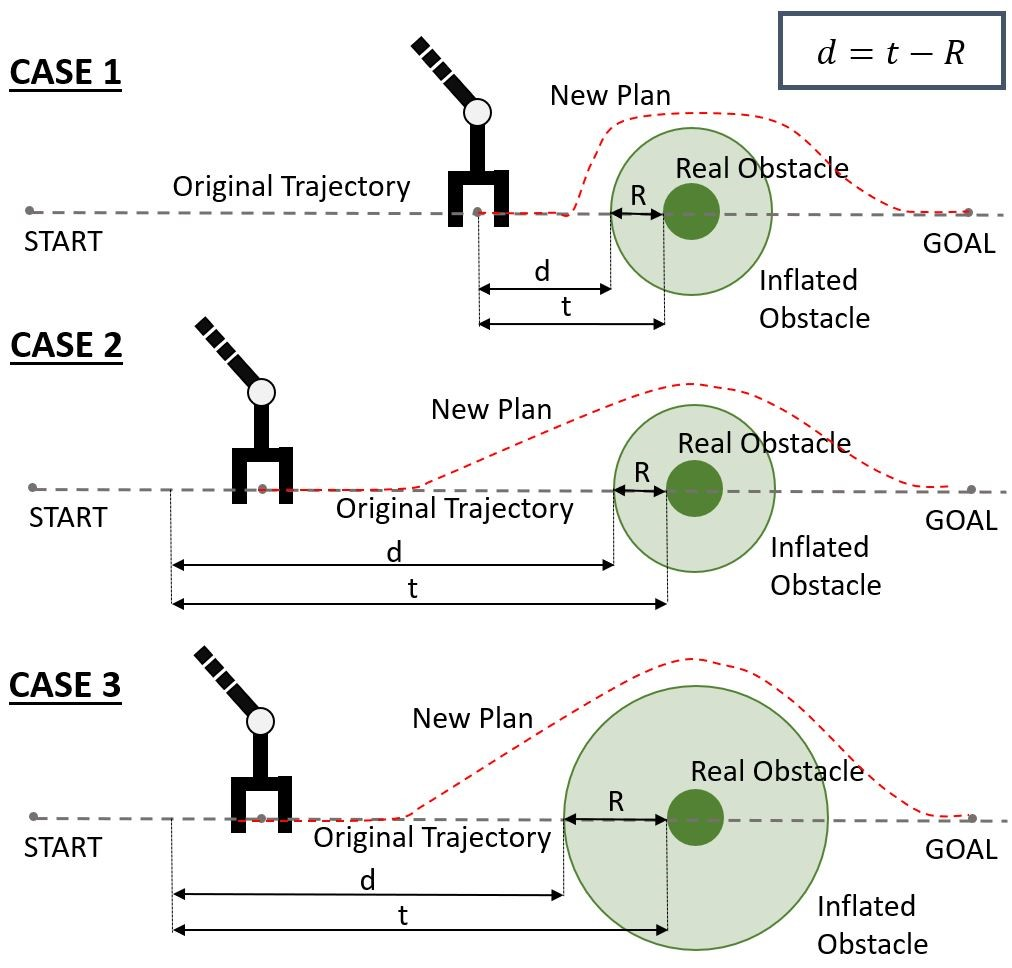 d = t − R
CASE 1
New Plan
Real Obstacle
Original Trajectory
R
START
GOAL
d
Inflated
Obstacle
t
CASE 2
New Plan
Real Obstacle
R
Original Trajectory
START
GOAL
d
Inflated
Obstacle
t
CASE 3
New Plan
Real Obstacle
R
Original Trajectory
START
GOAL
d
t
Inflated
Obstacle